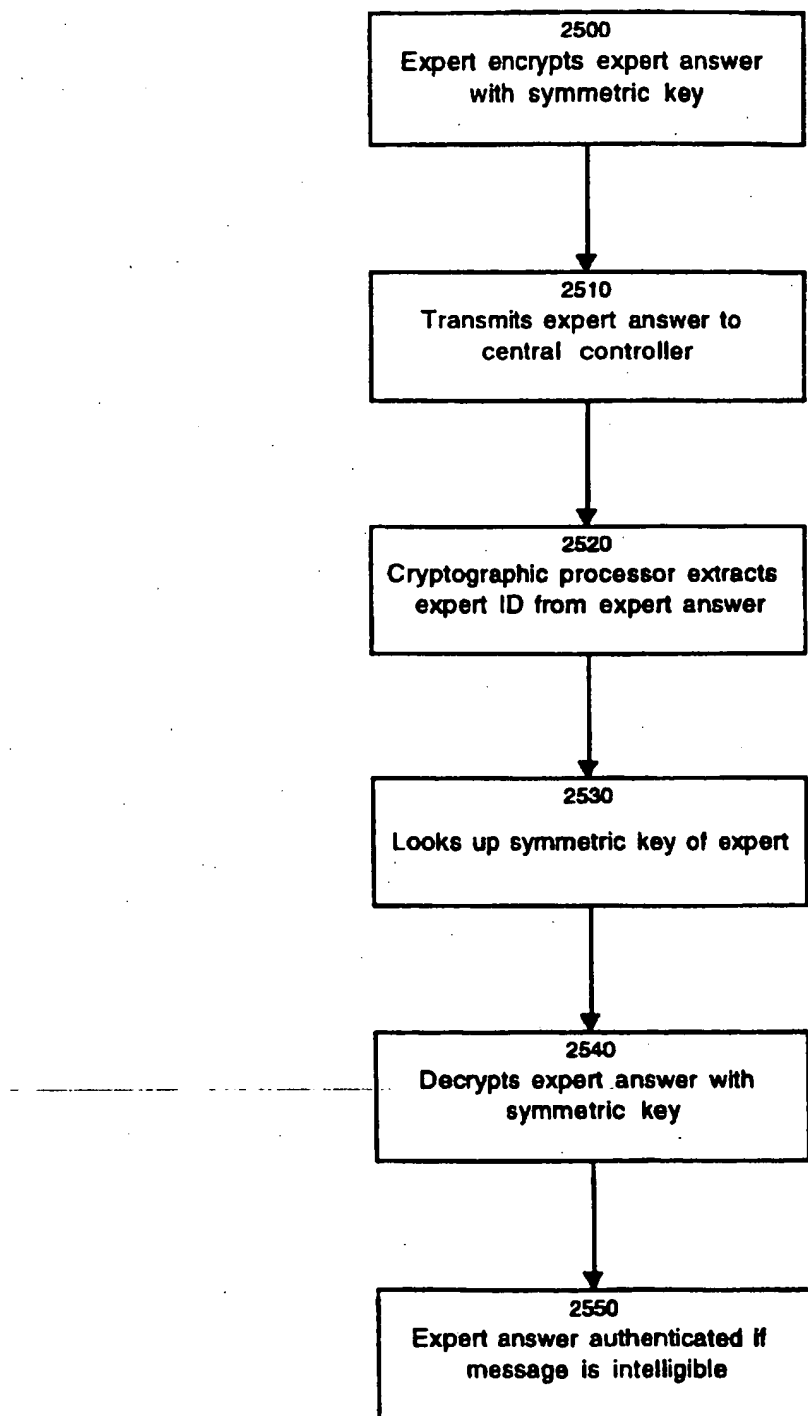 2500
Expert encrypts expert answer
with symmetric key
2510
Transmits expert answer to
central controller
2520
Cryptographic processor extracts
expert ID from expert answer
2530
Looks up symmetric key of expert
2540
Decrypts expert answer with
symmetric key
2550
Expert answer authenticated if
message is intelligible